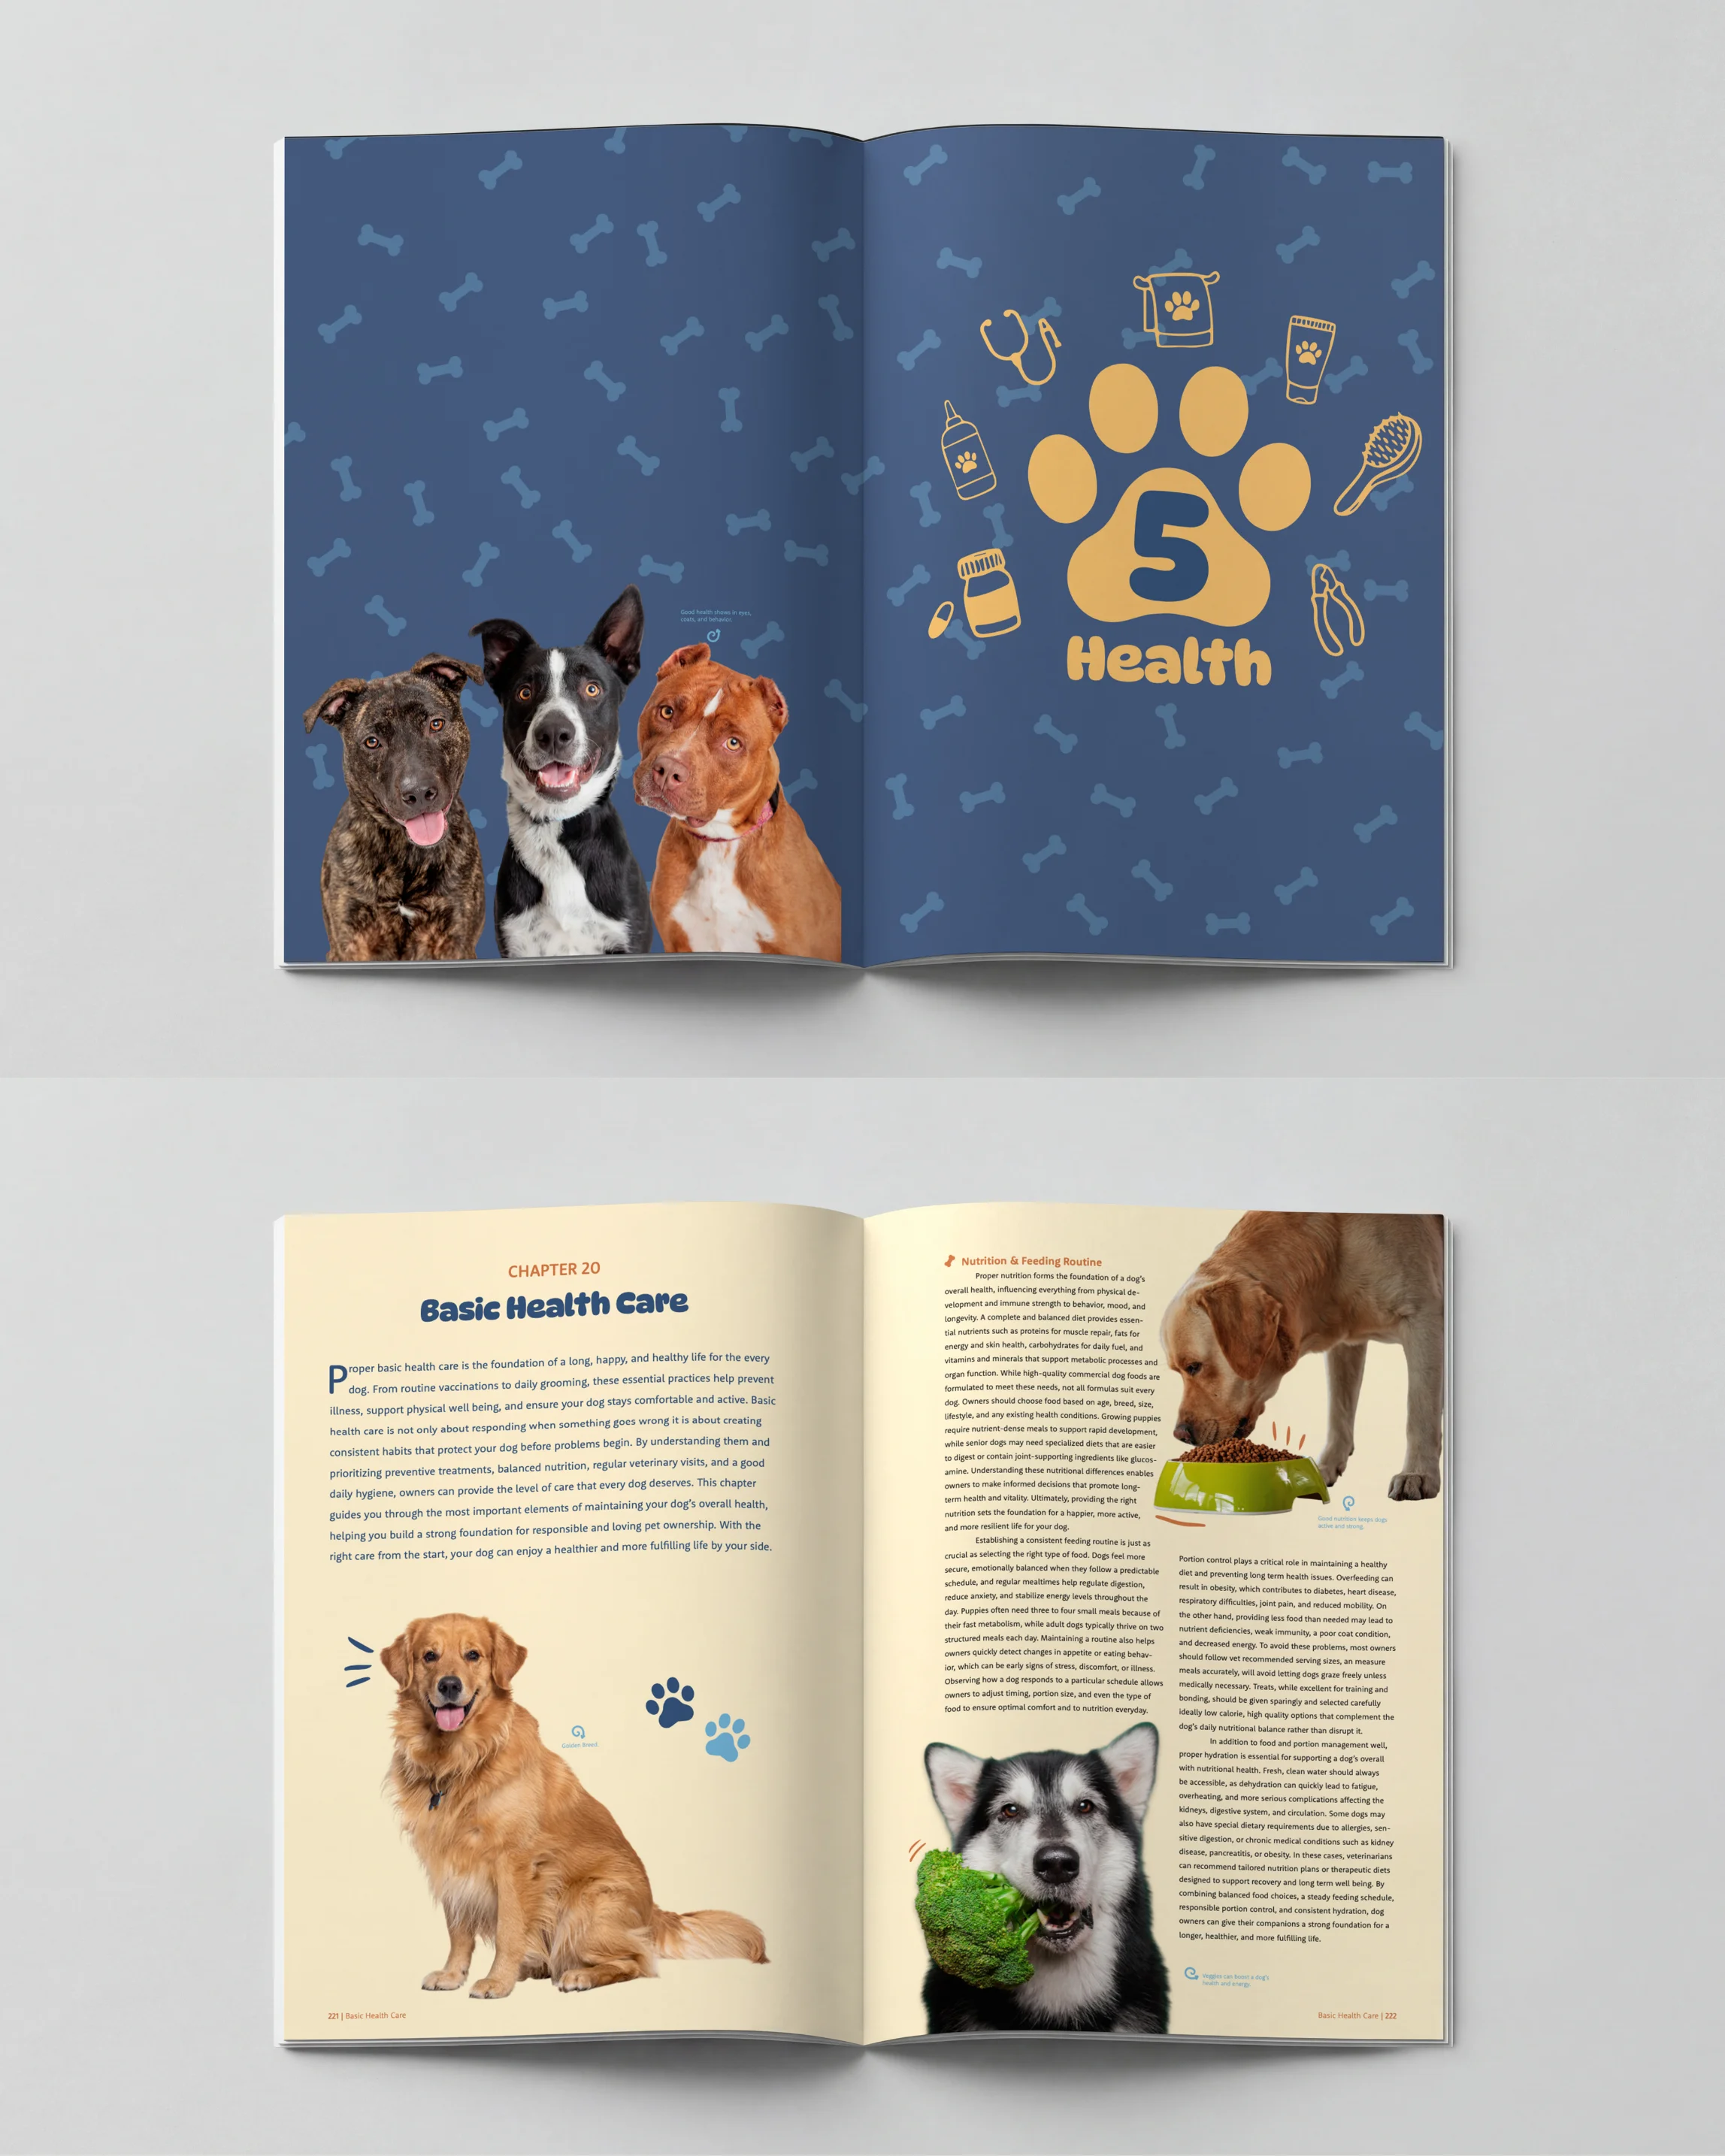 Good health shows in eyes,
coats, and behavior.
5
Health
CHAPTER 20
Basic Health Care
Proper basic health care is the foundation of a long, happy, and healthy life for the every
dog. From routine vaccinations to daily grooming, these essential practices help prevent
illness, support physical well being, and ensure your dog stays comfortable and active. Basic
health care is not only about responding when something goes wrong it is about creating
consistent habits that protect your dog before problems begin. By understanding them and
prioritizing preventive treatments, balanced nutrition, regular veterinary visits, and a good
daily hygiene, owners can provide the level of care that every dog deserves. This chapter
guides you through the most important elements of maintaining your dog's overall health,
helping you build a strong foundation for responsible and loving pet ownership. With the
right care from the start, your dog can enjoy a healthier and more fulfilling life by your side.
Golden Breed.
221 | Basic Health Care
Nutrition & Feeding Routine
Proper nutrition forms the foundation of a dog's
overall health, influencing everything from physical de-
velopment and immune strength to behavior, mood, and
longevity. A complete and balanced diet provides essen-
tial nutrients such as proteins for muscle repair, fats for
energy and skin health, carbohydrates for daily fuel, and
vitamins and minerals that support metabolic processes and
organ function. While high-quality commercial dog foods are
formulated to meet these needs, not all formulas suit every
dog. Owners should choose food based on age, breed, size,
lifestyle, and any existing health conditions. Growing puppies
require nutrient-dense meals to support rapid development,
while senior dogs may need specialized diets that are easier
to digest or contain joint-supporting ingredients like glucos-
amine. Understanding these nutritional differences enables
owners to make informed decisions that promote long-
term health and vitality. Ultimately, providing the right
nutrition sets the foundation for a happier, more active,
and more resilient life for your dog.
Establishing a consistent feeding routine is just as
crucial as selecting the right type of food. Dogs feel more
secure, emotionally balanced when they follow a predictable
schedule, and regular mealtimes help regulate digestion,
reduce anxiety, and stabilize energy levels throughout the
day. Puppies often need three to four small meals because of
their fast metabolism, while adult dogs typically thrive on two
structured meals each day. Maintaining a routine also helps
owners quickly detect changes in appetite or eating behav-
ior, which can be early signs of stress, discomfort, or illness.
Observing how a dog responds to a particular schedule allows
owners to adjust timing, portion size, and even the type of
food to ensure optimal comfort and to nutrition everyday.
Good nutrition keeps dogs
active and strong.
Portion control plays a critical role in maintaining a healthy
diet and preventing long term health issues. Overfeeding can
result in obesity, which contributes to diabetes, heart disease,
respiratory difficulties, joint pain, and reduced mobility. On
the other hand, providing less food than needed may lead to
nutrient deficiencies, weak immunity, a poor coat condition,
and decreased energy. To avoid these problems, most owners
should follow vet recommended serving sizes, an measure
meals accurately, will avoid letting dogs graze freely unless
medically necessary. Treats, while excellent for training and
bonding, should be given sparingly and selected carefully
ideally low calorie, high quality options that complement the
dog's daily nutritional balance rather than disrupt it.
In addition to food and portion management well,
proper hydration is essential for supporting a dog's overall
with nutritional health. Fresh, clean water should always
be accessible, as dehydration can quickly lead to fatigue,
overheating, and more serious complications affecting the
kidneys, digestive system, and circulation. Some dogs may
also have special dietary requirements due to allergies, sen-
sitive digestion, or chronic medical conditions such as kidney
disease, pancreatitis, or obesity. In these cases, veterinarians
can recommend tailored nutrition plans or therapeutic diets
designed to support recovery and long term well being. By
combining balanced food choices, a steady feeding schedule,
responsible portion control, and consistent hydration, dog
owners can give their companions a strong foundation for a
longer, healthier, and more fulfilling life.
Veggies can boost a dog's
health and energy.
Basic Health Care | 222